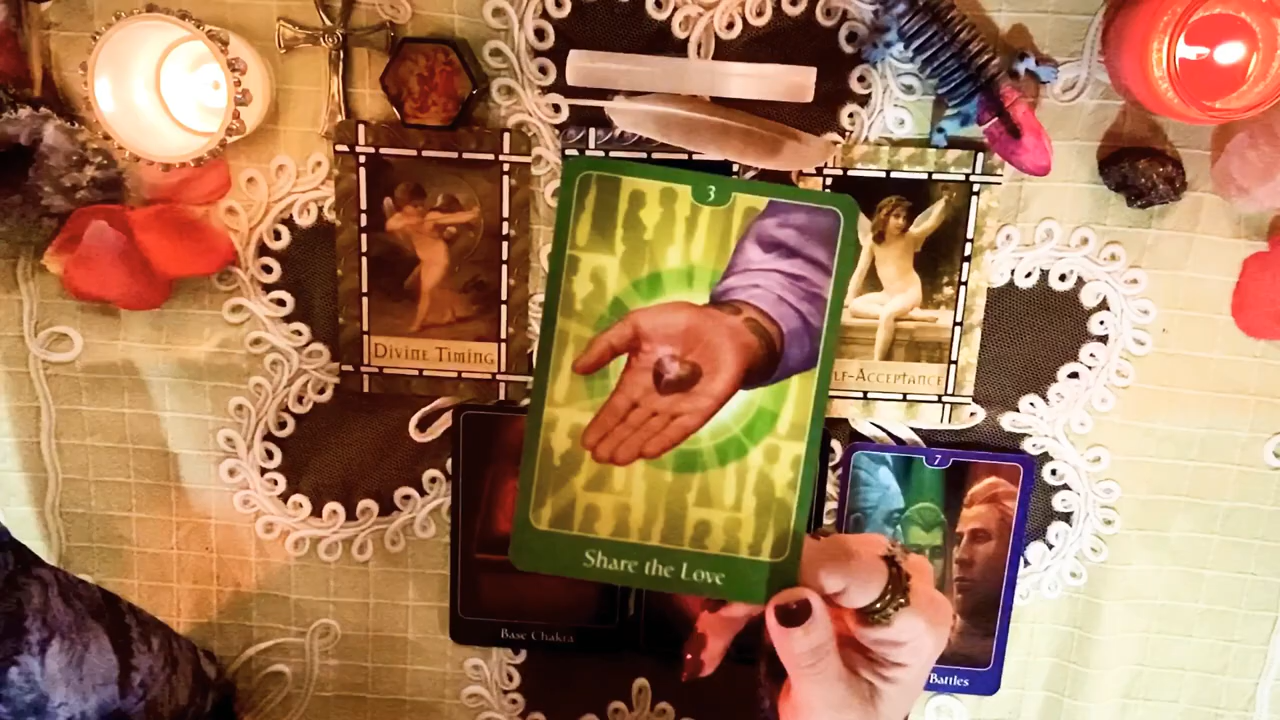 3
Divine Timing
lf-Acceptance
7
Share the Love
Base Chakra
Battles